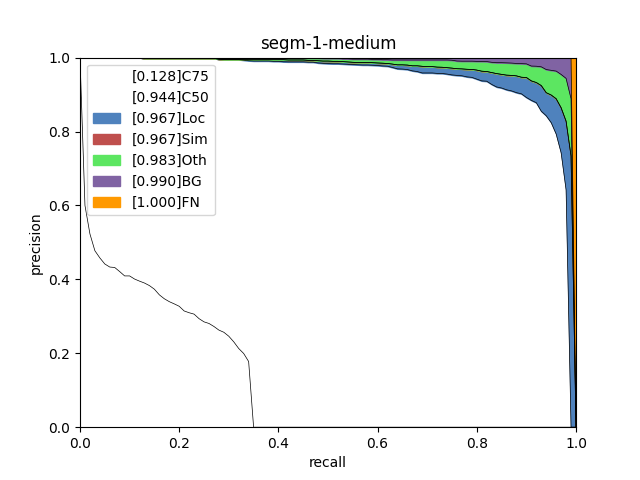 segm-1-medium
1.0
0.8
0.6
0.4
0.2
0.0
precision
[0.128]C75
[0.944]C50
[0.967]Loc
[0.967]Sim
[0.983]Oth
[0.990]BG
[1.000]FN
0.0 0.2 0.4 0.6 0.8 1.0
recall